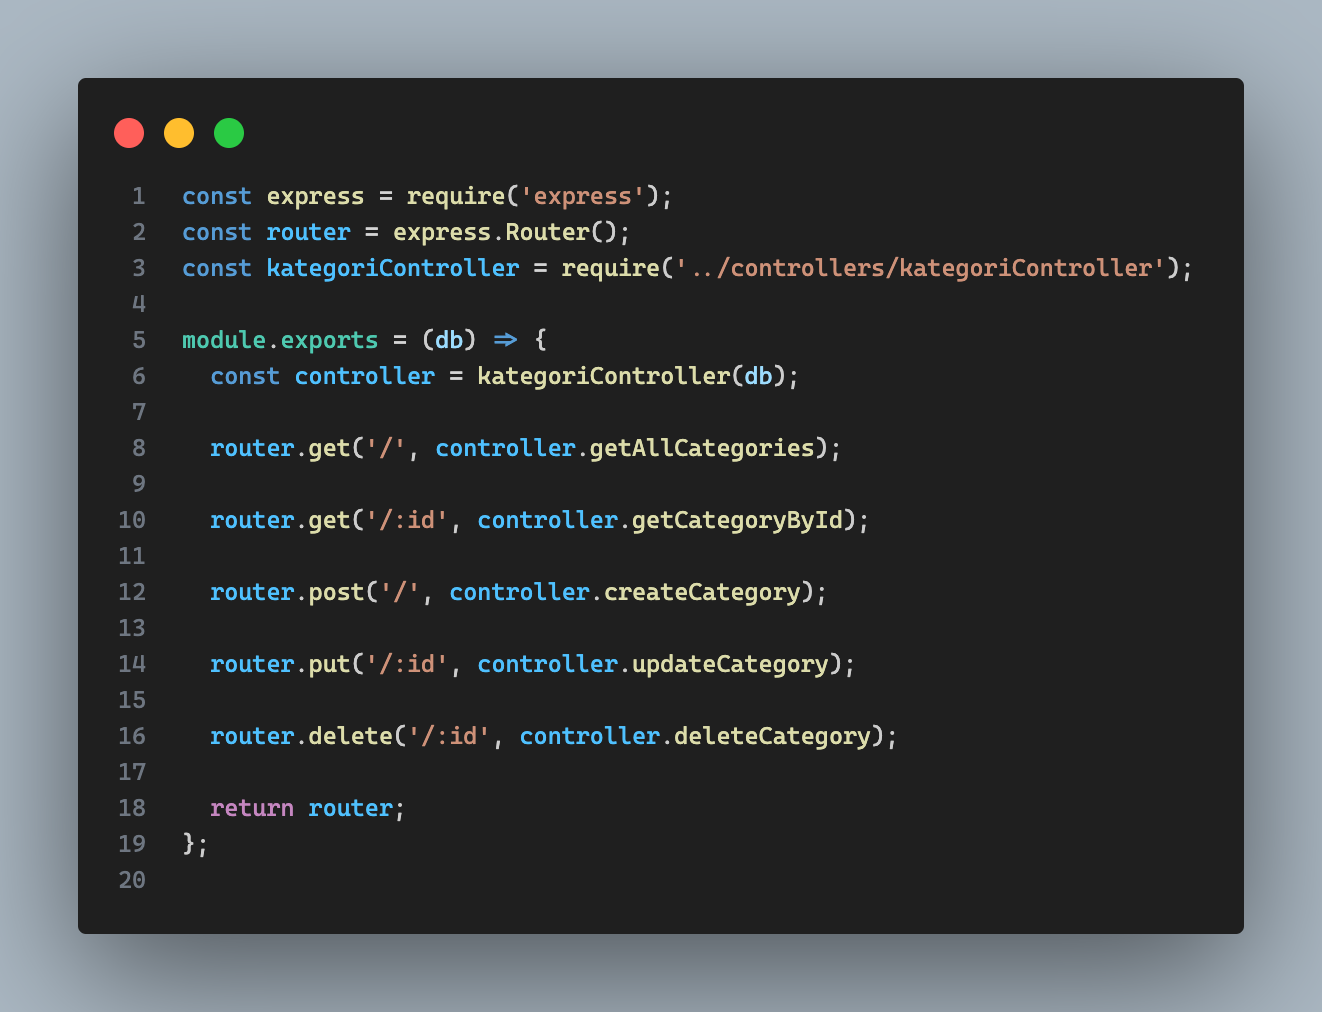 1 const express = require('express');
2 const router = express.Router();
3 const kategoriController = require('../controllers/kategoriController');
4
5 module.exports = (db) => {
6   const controller = kategoriController(db);
7
8   router.get('/', controller.getAllCategories);
9
10   router.get('/:id', controller.getCategoryById);
11
12   router.post('/', controller.createCategory);
13
14   router.put('/:id', controller.updateCategory);
15
16   router.delete('/:id', controller.deleteCategory);
17
18   return router;
19 };
20